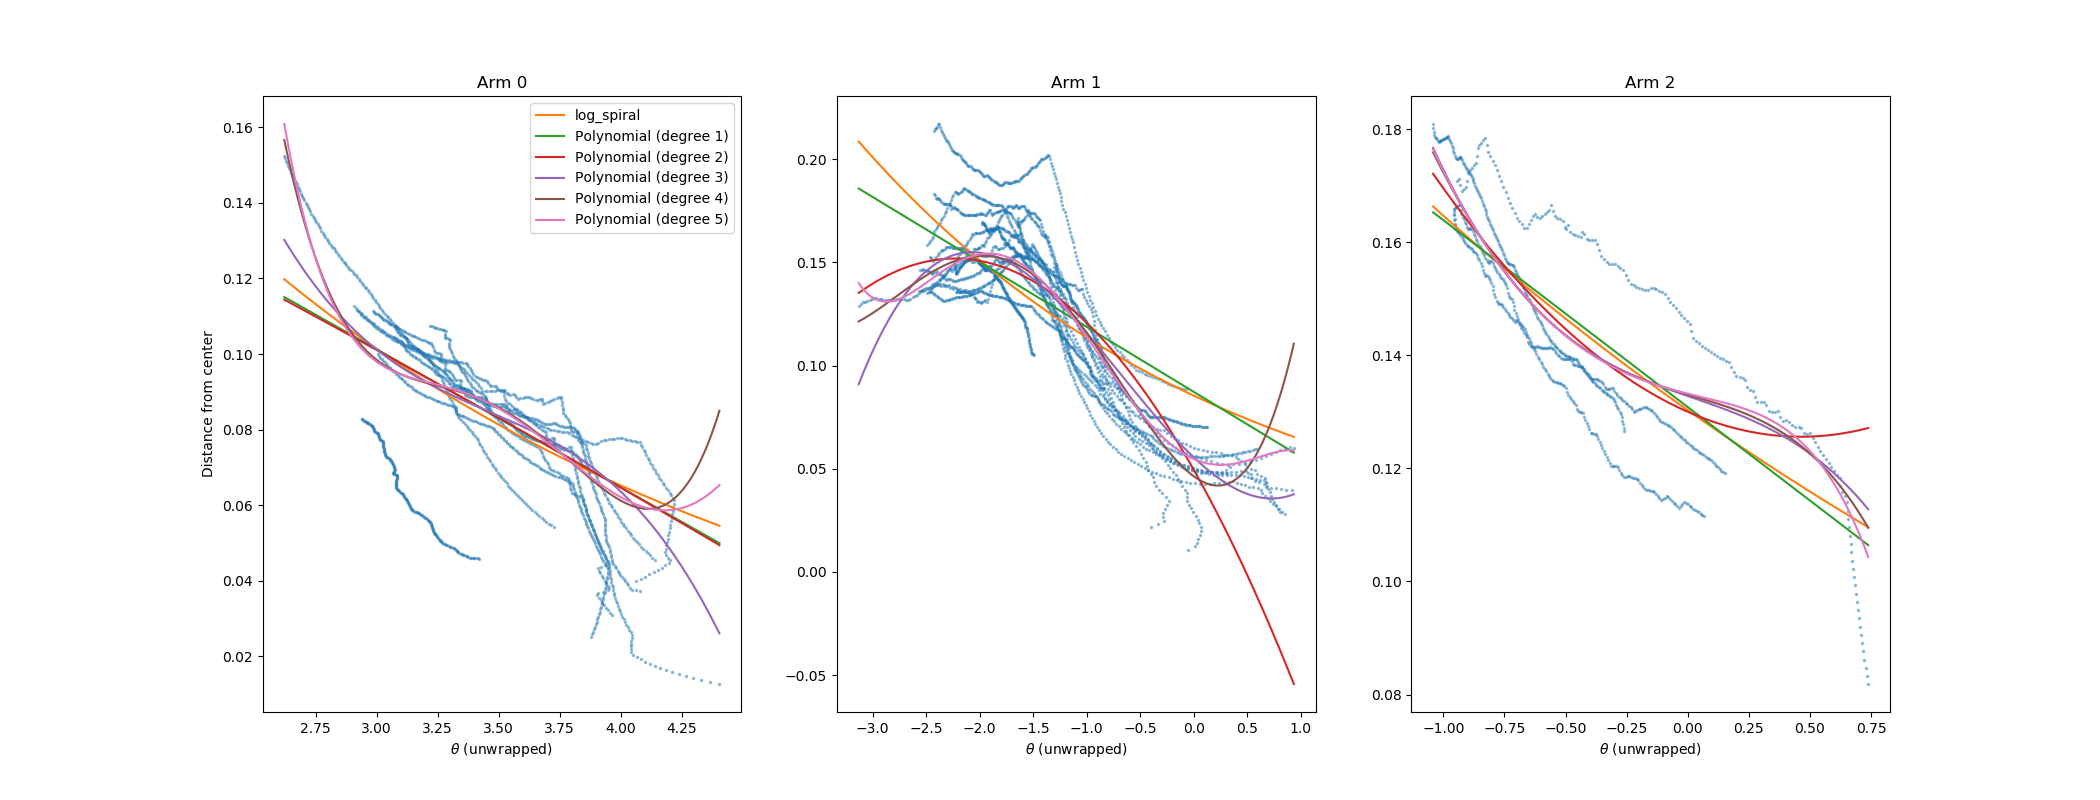 Arm 0
Arm 1
Arm 2
log_spiral
Polynomial (degree 1)
Polynomial (degree 2)
Polynomial (degree 3)
Polynomial (degree 4)
Polynomial (degree 5)
Distance from center
0.16
0.14
0.12
0.10
0.08
0.06
0.04
0.02
2.75 3.00 3.25 3.50 3.75 4.00 4.25
θ (unwrapped)
0.20
0.15
0.10
0.05
0.00
−0.05
−3.0 −2.5 −2.0 −1.5 −1.0 −0.5 0.0 0.5 1.0
θ (unwrapped)
0.18
0.16
0.14
0.12
0.10
0.08
−1.00 −0.75 −0.50 −0.25 0.00 0.25 0.50 0.75
θ (unwrapped)